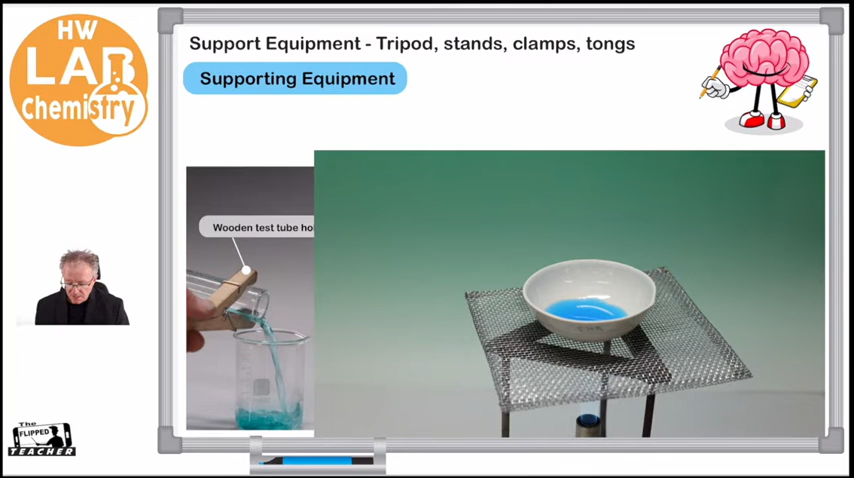 HW
LAB
Chemistry
Support Equipment - Tripod, stands, clamps, tongs
Supporting Equipment
Wooden test tube ho
The
FLIPPED
TEACHER